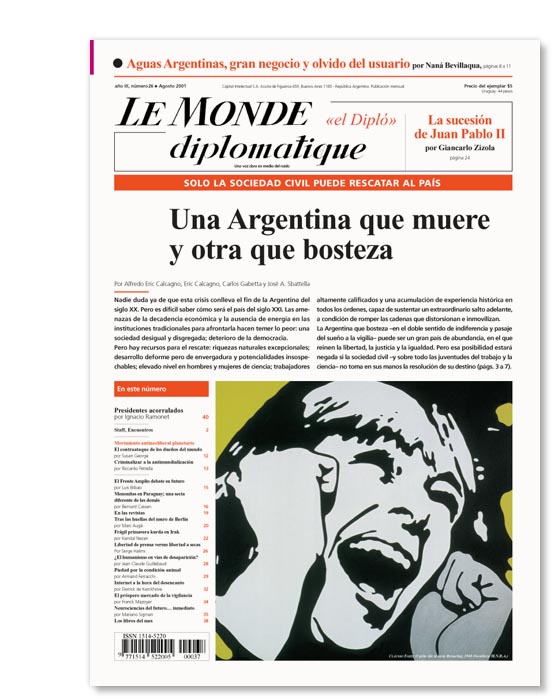 Aguas Argentinas, gran negocio y olvido del usuario por Naná Bevillaqua, páginas 8 a 11
año III, número 26 ● Agosto 2001
Capital Intelectual S.A. Acuña de Figueroa 459, Buenos Aires 1180 - República Argentina Publicación mensual
Precio del ejemplar $5
Uruguay: 44 pesos
LE MONDE
diplomatique
«el Dipló»
Una voz clara en medio del ruido
La sucesión
de Juan Pablo II
por Giancarlo Zizola
página 24
SOLO LA SOCIEDAD CIVIL PUEDE RESCATAR AL PAÍS
Una Argentina que muere
y otra que bosteza
Por Alfredo Eric Calcagno, Eric Calcagno, Carlos Gabetta y José A. Sbattella
Nadie duda ya de que esta crisis conlleva el fin de la Argentina del
siglo XX. Pero es difícil saber cómo será el país del siglo XXI. Las ame-
nazas de la decadencia económica y la ausencia de energía en las
instituciones tradicionales para afrontarla hacen temer lo peor: una
sociedad desigual y disgregada; deterioro de la democracia.
Pero hay recursos para el rescate: riquezas naturales excepcionales;
desarrollo deforme pero de envergadura y potencialidades insospe-
chables; elevado nivel en hombres y mujeres de ciencia; trabajadores
altamente calificados y una acumulación de experiencia histórica en
todos los órdenes, capaz de sustentar un extraordinario salto adelante,
a condición de romper las cadenas que distorsionan e inmovilizan.
La Argentina que bosteza –en el doble sentido de indiferencia y pasaje
del sueño a la vigilia– puede ser un gran país de abundancia, en el que
reinen la libertad, la justicia y la igualdad. Pero esa posibilidad estará
negada si la sociedad civil –y sobre todo las juventudes del trabajo y la
ciencia– no toma en sus manos la resolución de su destino (págs. 3 a 7).
En este número
Presidentes acorralados
por Ignacio Ramonet 40
Staff, Encuentros 2
Movimiento antineoliberal planetario
El contraataque de los dueños del mundo
por Susan George 12
Criminalizar a la antimundialización
por Riccardo Petrella 13
El Frente Amplio debate su futuro
por Luis Bilbao 15
Menonitas en Paraguay; una secta
diferente de las demás
por Bernard Cassen 16
En las revistas 19
Tras las huellas del muro de Berlín
por Marc Augé 20
Frágil primavera kurda en Irak
por Kendal Nezan 22
Libertad de prensa versus libertad a secas
Por Serge Halimi 26
¿El humanismo en vías de desaparición?
por Jean Claude Guillebaud 28
Piedad por la condición animal
por Armand Farrachi 29
Internet a la hora del desencanto
por Derrick de Kerckhove 32
El próspero mercado de la vigilancia
por Franck Mazoyer 34
Neurociencias del futuro... inmediato
por Mariano Sigman 35
Los libros del mes 38
ISSN 1514-5220
9 771514 522005 00037